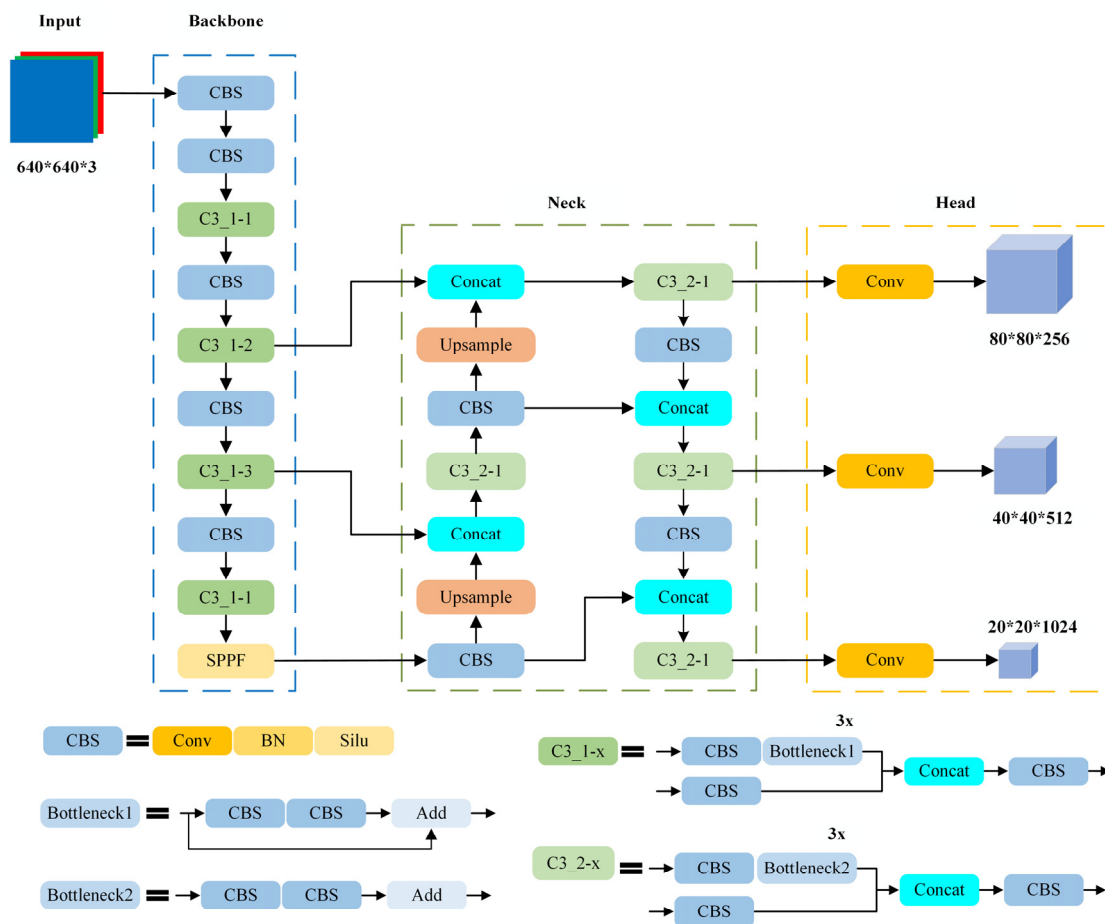 Input
Backbone
640*640*3
CBS
CBS
C3_1-1
CBS
C3_1-2
CBS
C3_1-3
CBS
C3_1-1
SPPF
Neck
Concat
Upsample
CBS
C3_2-1
Concat
Upsample
CBS
C3_2-1
CBS
Concat
C3_2-1
CBS
Concat
C3_2-1
Head
Conv
80*80*256
Conv
40*40*512
Conv
20*20*1024
CBS = Conv BN Silu
Bottleneck1 = CBS CBS Add
Bottleneck2 = CBS CBS Add
3x
C3_1-x = CBS Bottleneck1
CBS
Concat CBS
3x
C3_2-x = CBS Bottleneck2
CBS
Concat CBS